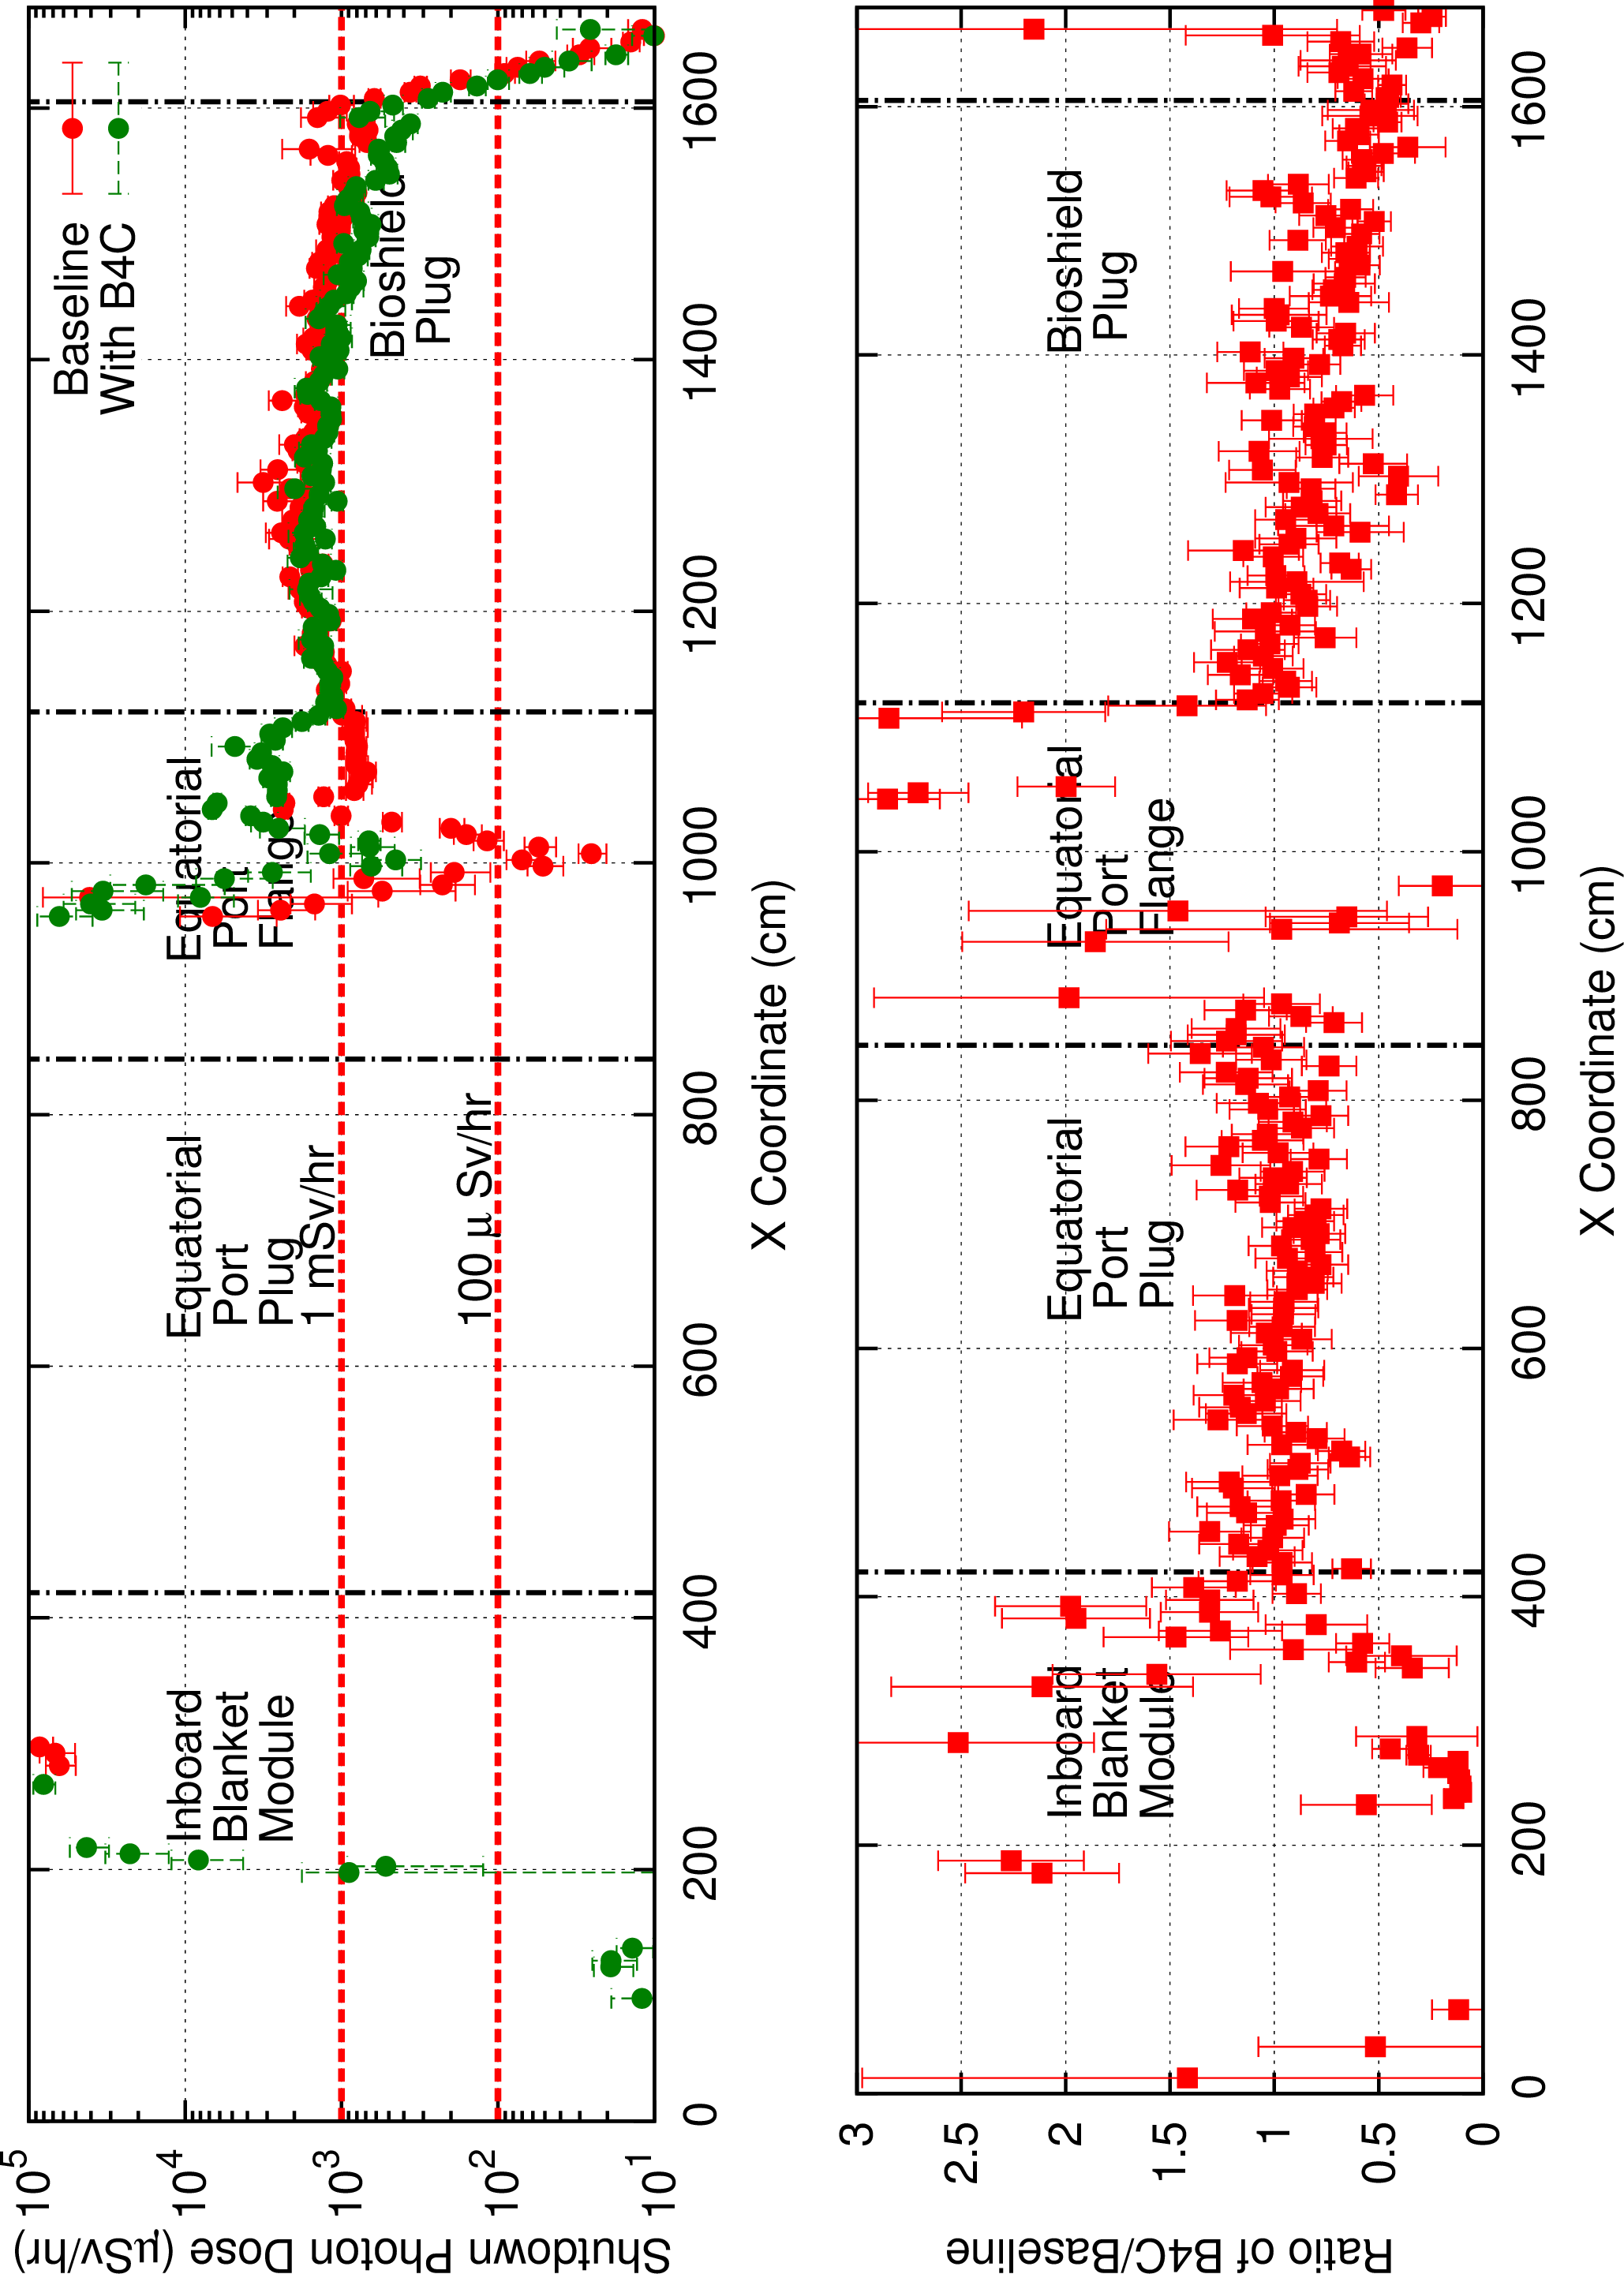 Baseline
With B4C
10^5
10^4
10^3
10^2
10^1
Shutdown Photon Dose (μSv/hr)
Inboard
Blanket
Module
Equatorial
Port
Plug
1 mSv/hr
100 μ Sv/hr
Equatorial
Port
Flange
Bioshield
Plug
0 200 400 600 800 1000 1200 1400 1600
X Coordinate (cm)
3
2.5
2
1.5
1
0.5
0
Ratio of B4C/Baseline
Inboard
Blanket
Module
Equatorial
Port
Plug
Equatorial
Port
Flange
Bioshield
Plug
0 200 400 600 800 1000 1200 1400 1600
X Coordinate (cm)